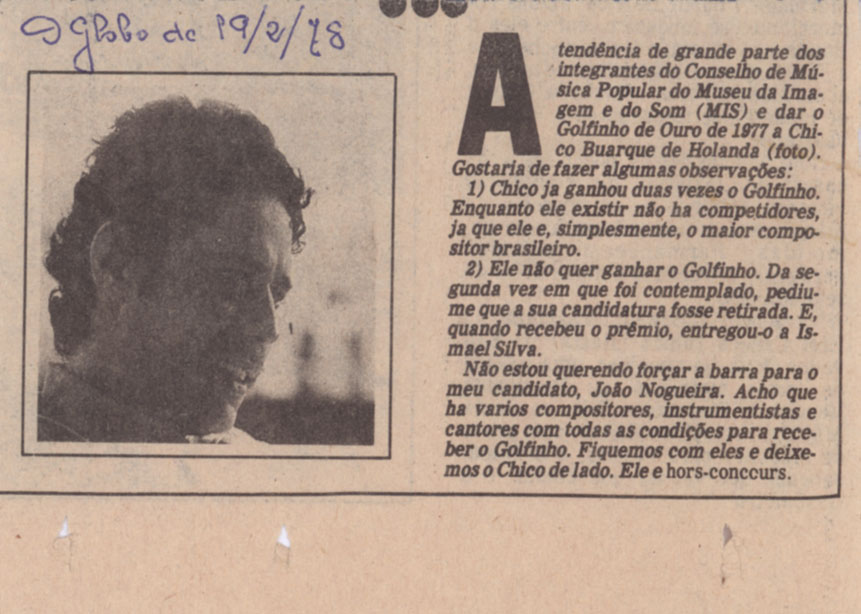 O Globo de 19/2/78
A tendência de grande parte dos
integrantes do Conselho de Mú-
sica Popular do Museu da Ima-
gem e do Som (MIS) e dar o
Golfinho de Ouro de 1977 a Chi-
co Buarque de Holanda (foto).
Gostaria de fazer algumas observações:
1) Chico ja ganhou duas vezes o Golfinho.
Enquanto ele existir não ha competidores,
ja que ele e, simplesmente, o maior compo-
sitor brasileiro.
2) Ele não quer ganhar o Golfinho. Da se-
gunda vez em que foi contemplado, pediu-
me que a sua candidatura fosse retirada. E,
quando recebeu o prêmio, entregou-o a Is-
mael Silva.
Não estou querendo forçar a barra para o
meu candidato, João Nogueira. Acho que
ha varios compositores, instrumentistas e
cantores com todas as condições para rece-
ber o Golfinho. Fiquemos com eles e deixe-
mos o Chico de lado. Ele e hors-conccurs.